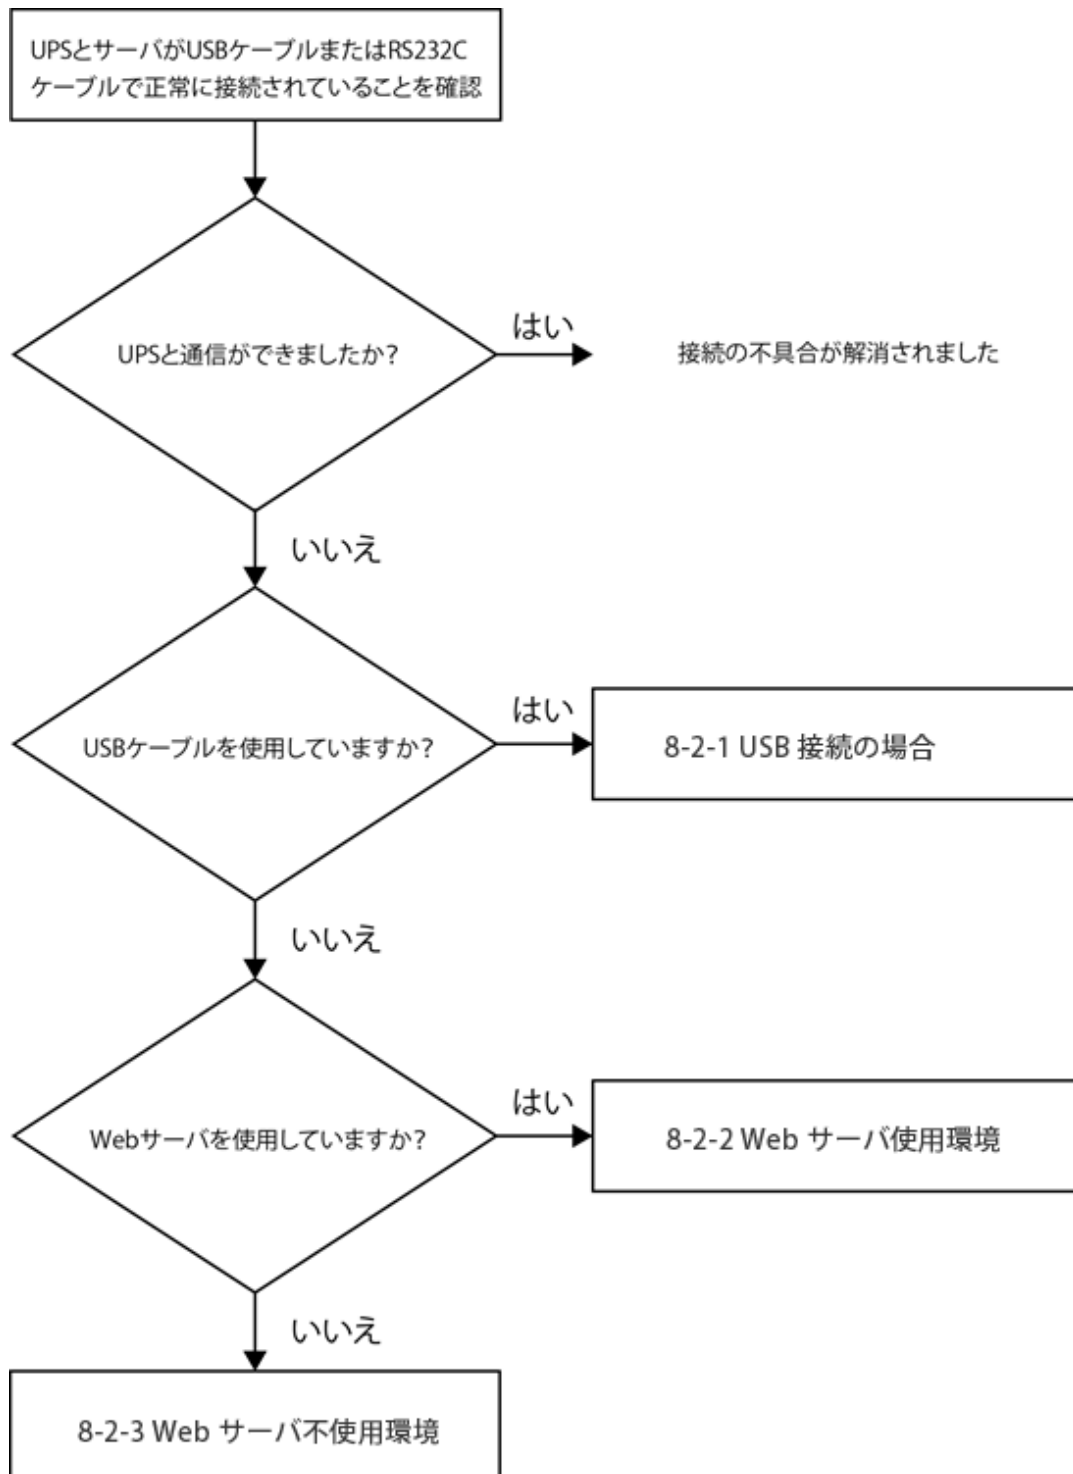 UPSとサーバがUSBケーブルまたはRS232C
ケーブルで正常に接続されていることを確認
UPSと通信ができましたか？
はい
接続の不具合が解消されました
いいえ
USBケーブルを使用していますか？
はい
8-2-1 USB 接続の場合
いいえ
Webサーバを使用していますか？
はい
8-2-2 Web サーバ使用環境
いいえ
8-2-3 Web サーバ不使用環境